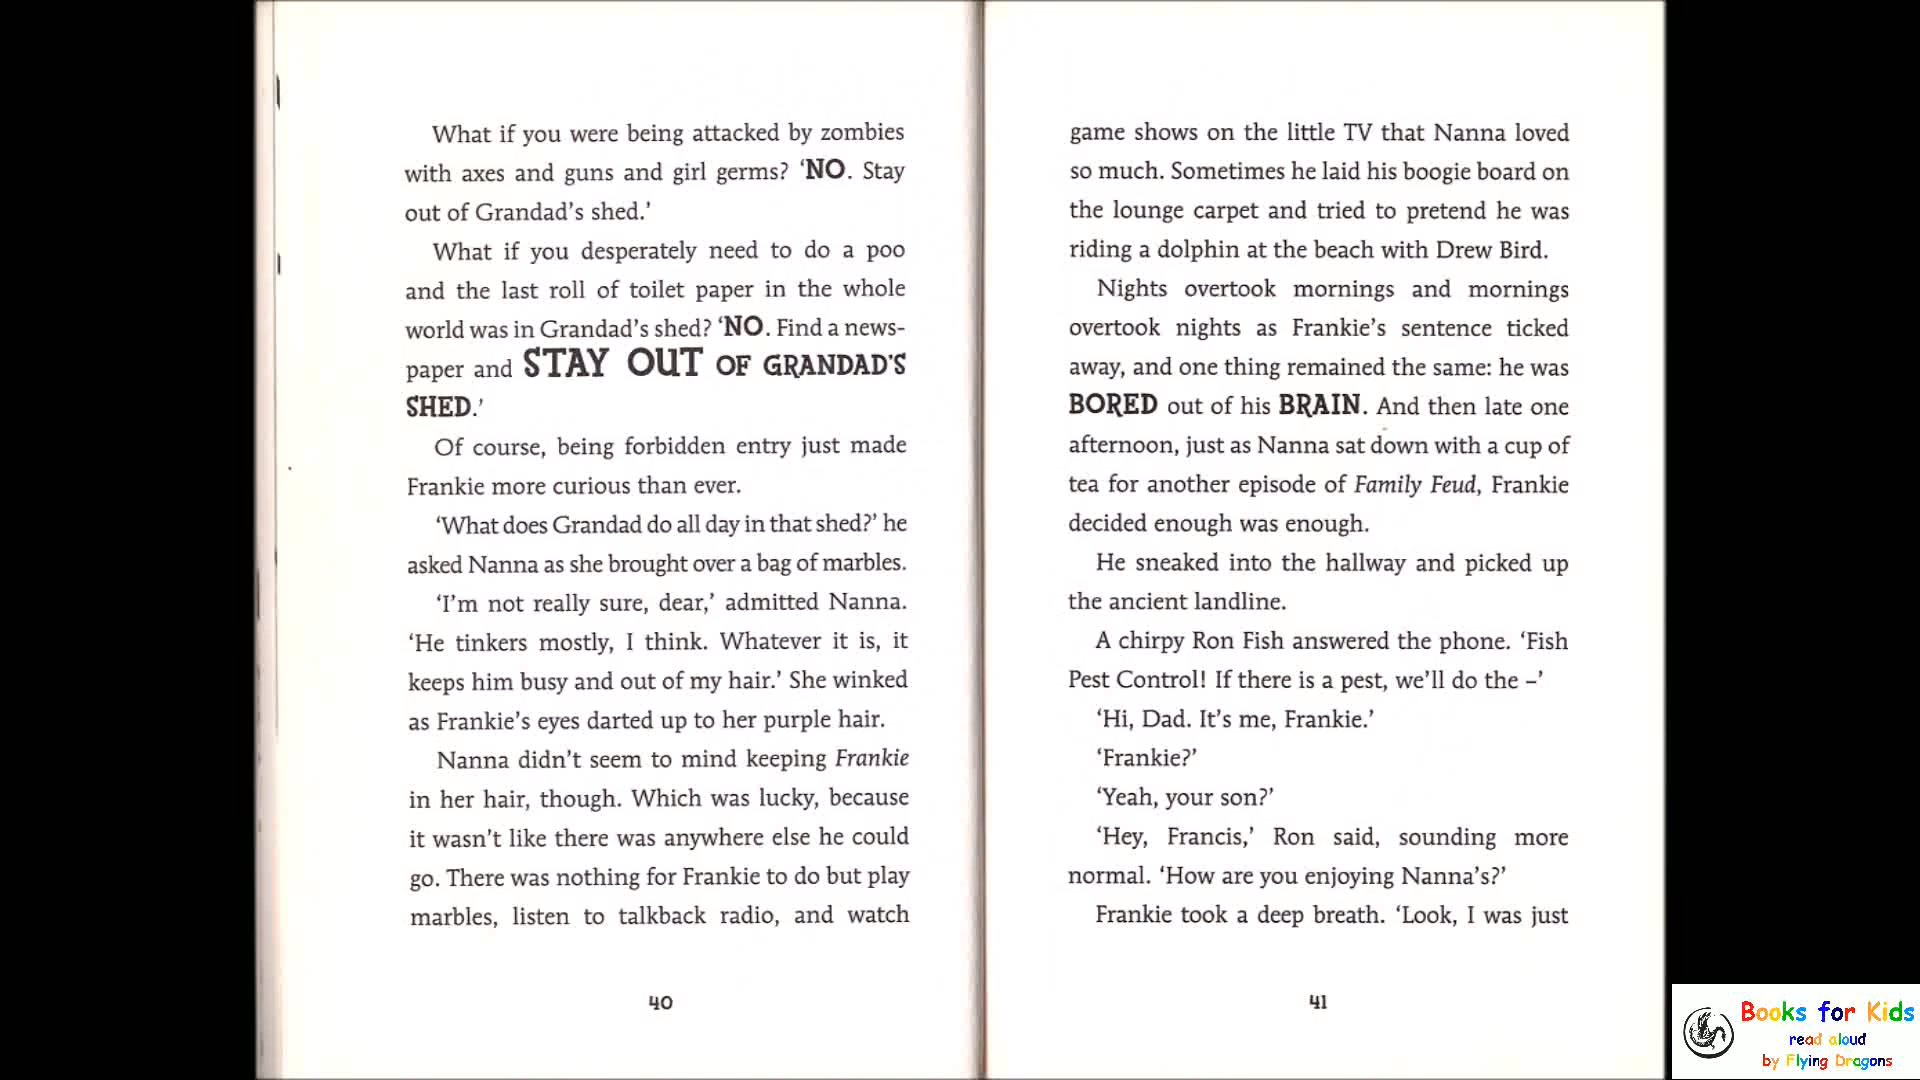 What if you were being attacked by zombies
with axes and guns and girl germs? ‘NO. Stay
out of Grandad’s shed.’
What if you desperately need to do a poo
and the last roll of toilet paper in the whole
world was in Grandad’s shed? ‘NO. Find a news-
paper and STAY OUT OF GRANDAD’S
SHED.’
Of course, being forbidden entry just made
Frankie more curious than ever.
‘What does Grandad do all day in that shed?’ he
asked Nanna as she brought over a bag of marbles.
‘I’m not really sure, dear,’ admitted Nanna.
‘He tinkers mostly, I think. Whatever it is, it
keeps him busy and out of my hair.’ She winked
as Frankie’s eyes darted up to her purple hair.
Nanna didn’t seem to mind keeping Frankie
in her hair, though. Which was lucky, because
it wasn’t like there was anywhere else he could
go. There was nothing for Frankie to do but play
marbles, listen to talkback radio, and watch
40
game shows on the little TV that Nanna loved
so much. Sometimes he laid his boogie board on
the lounge carpet and tried to pretend he was
riding a dolphin at the beach with Drew Bird.
Nights overtook mornings and mornings
overtook nights as Frankie’s sentence ticked
away, and one thing remained the same: he was
BORED out of his BRAIN. And then late one
afternoon, just as Nanna sat down with a cup of
tea for another episode of Family Feud, Frankie
decided enough was enough.
He sneaked into the hallway and picked up
the ancient landline.
A chirpy Ron Fish answered the phone. ‘Fish
Pest Control! If there is a pest, we’ll do the –’
‘Hi, Dad. It’s me, Frankie.’
‘Frankie?’
‘Yeah, your son?’
‘Hey, Francis,’ Ron said, sounding more
normal. ‘How are you enjoying Nanna’s?’
Frankie took a deep breath. ‘Look, I was just
41
Books for Kids
read aloud
by Flying Dragons